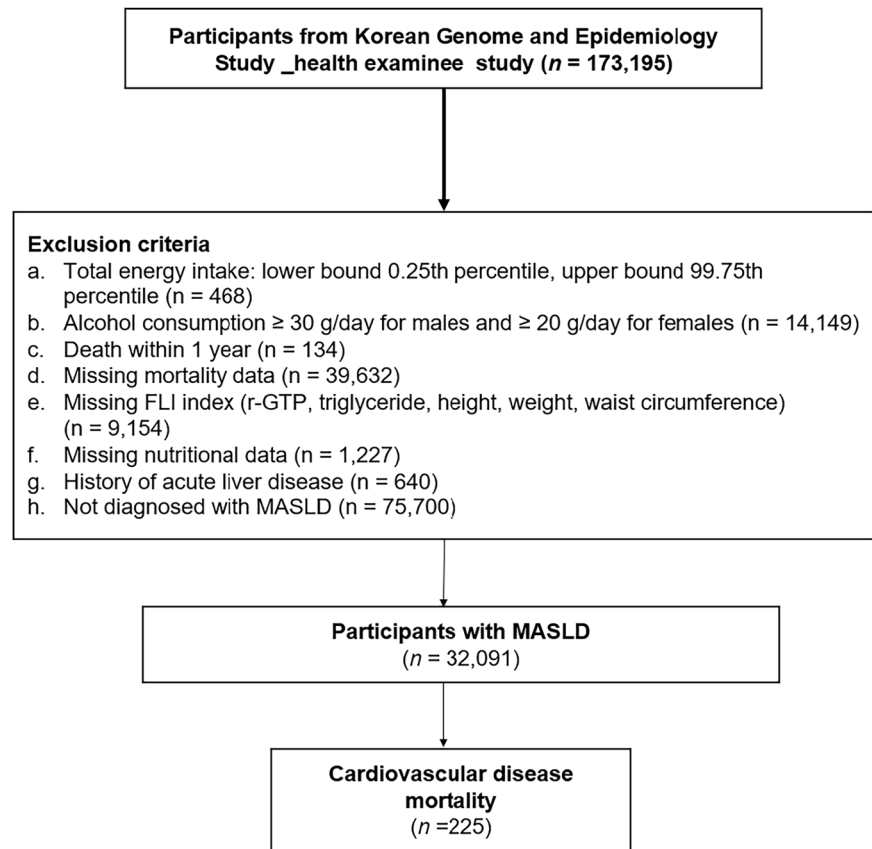 Participants from Korean Genome and Epidemiology
Study _health examinee study (n = 173,195)
Exclusion criteria
a. Total energy intake: lower bound 0.25th percentile, upper bound 99.75th
percentile (n = 468)
b. Alcohol consumption ≥ 30 g/day for males and ≥ 20 g/day for females (n = 14,149)
c. Death within 1 year (n = 134)
d. Missing mortality data (n = 39,632)
e. Missing FLI index (r-GTP, triglyceride, height, weight, waist circumference)
(n = 9,154)
f. Missing nutritional data (n = 1,227)
g. History of acute liver disease (n = 640)
h. Not diagnosed with MASLD (n = 75,700)
Participants with MASLD
(n = 32,091)
Cardiovascular disease
mortality
(n =225)